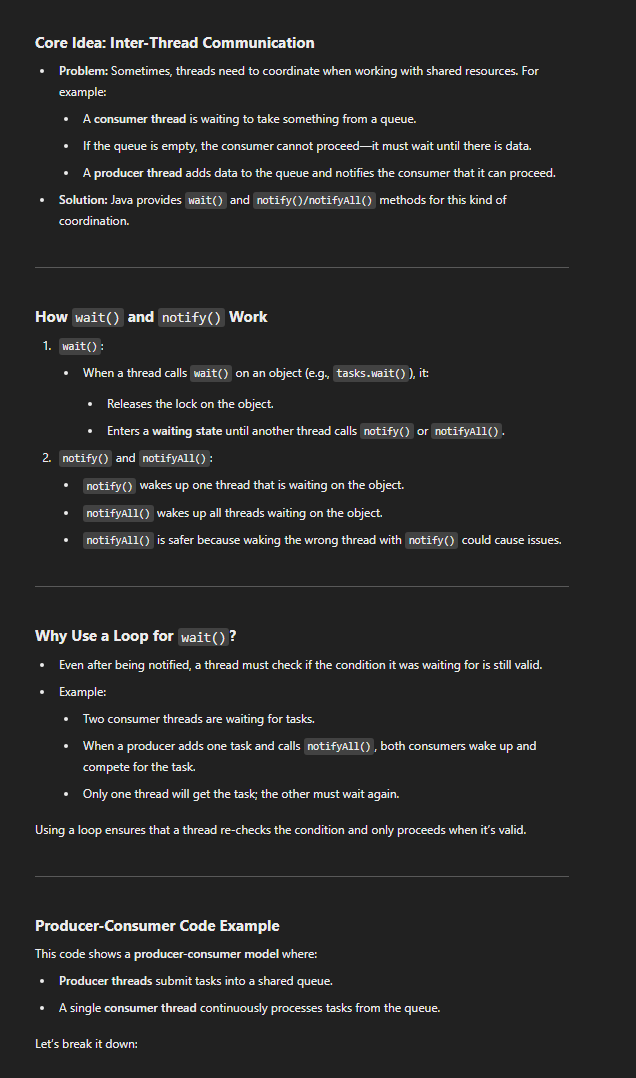 Core Idea: Inter-Thread Communication
Problem: Sometimes, threads need to coordinate when working with shared resources. For
example:
A consumer thread is waiting to take something from a queue.
If the queue is empty, the consumer cannot proceed—it must wait until there is data.
A producer thread adds data to the queue and notifies the consumer that it can proceed.
Solution: Java provides wait() and notify()/notifyAll() methods for this kind of
coordination.
How wait() and notify() Work
1. wait():
When a thread calls wait() on an object (e.g., tasks.wait()), it:
Releases the lock on the object.
Enters a waiting state until another thread calls notify() or notifyAll().
2. notify() and notifyAll():
notify() wakes up one thread that is waiting on the object.
notifyAll() wakes up all threads waiting on the object.
notifyAll() is safer because waking the wrong thread with notify() could cause issues.
Why Use a Loop for wait()?
Even after being notified, a thread must check if the condition it was waiting for is still valid.
Example:
Two consumer threads are waiting for tasks.
When a producer adds one task and calls notifyAll(), both consumers wake up and
compete for the task.
Only one thread will get the task; the other must wait again.
Using a loop ensures that a thread re-checks the condition and only proceeds when it's valid.
Producer-Consumer Code Example
This code shows a producer-consumer model where:
Producer threads submit tasks into a shared queue.
A single consumer thread continuously processes tasks from the queue.
Let's break it down: